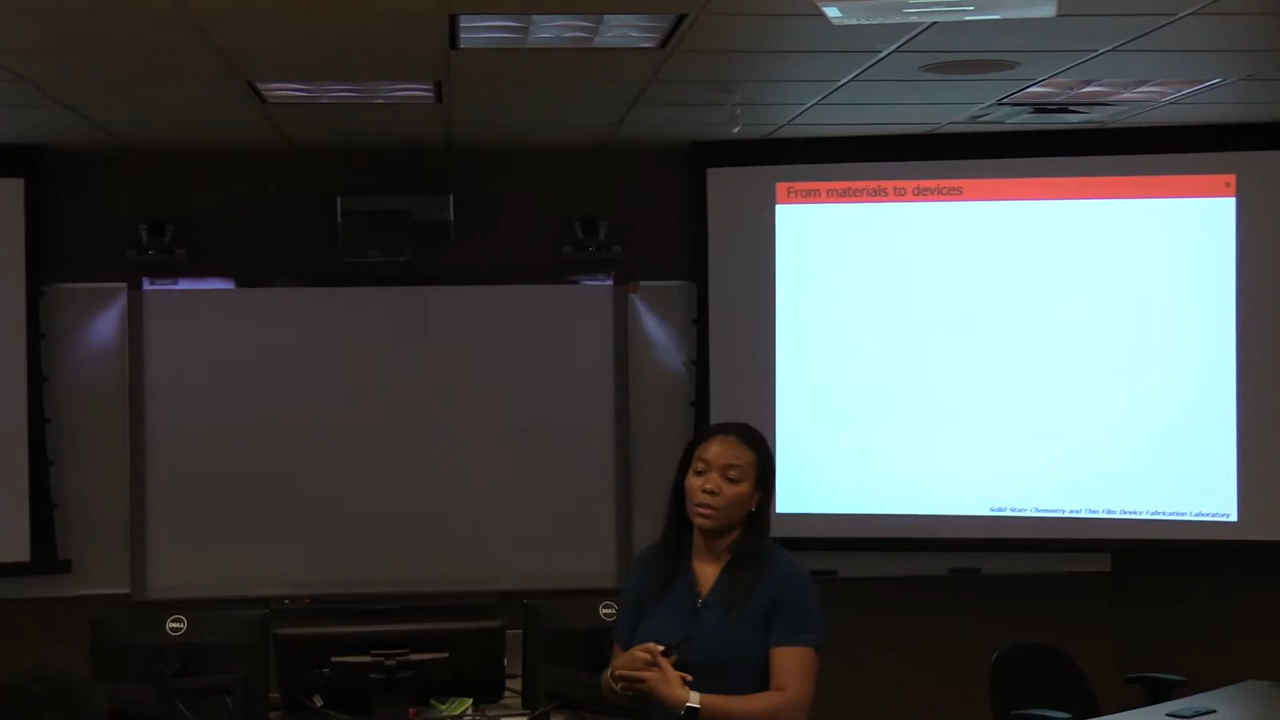 From materials to devices
Solid State Chemistry and Thin Film Device Fabrication Laboratory
DELL
DELL